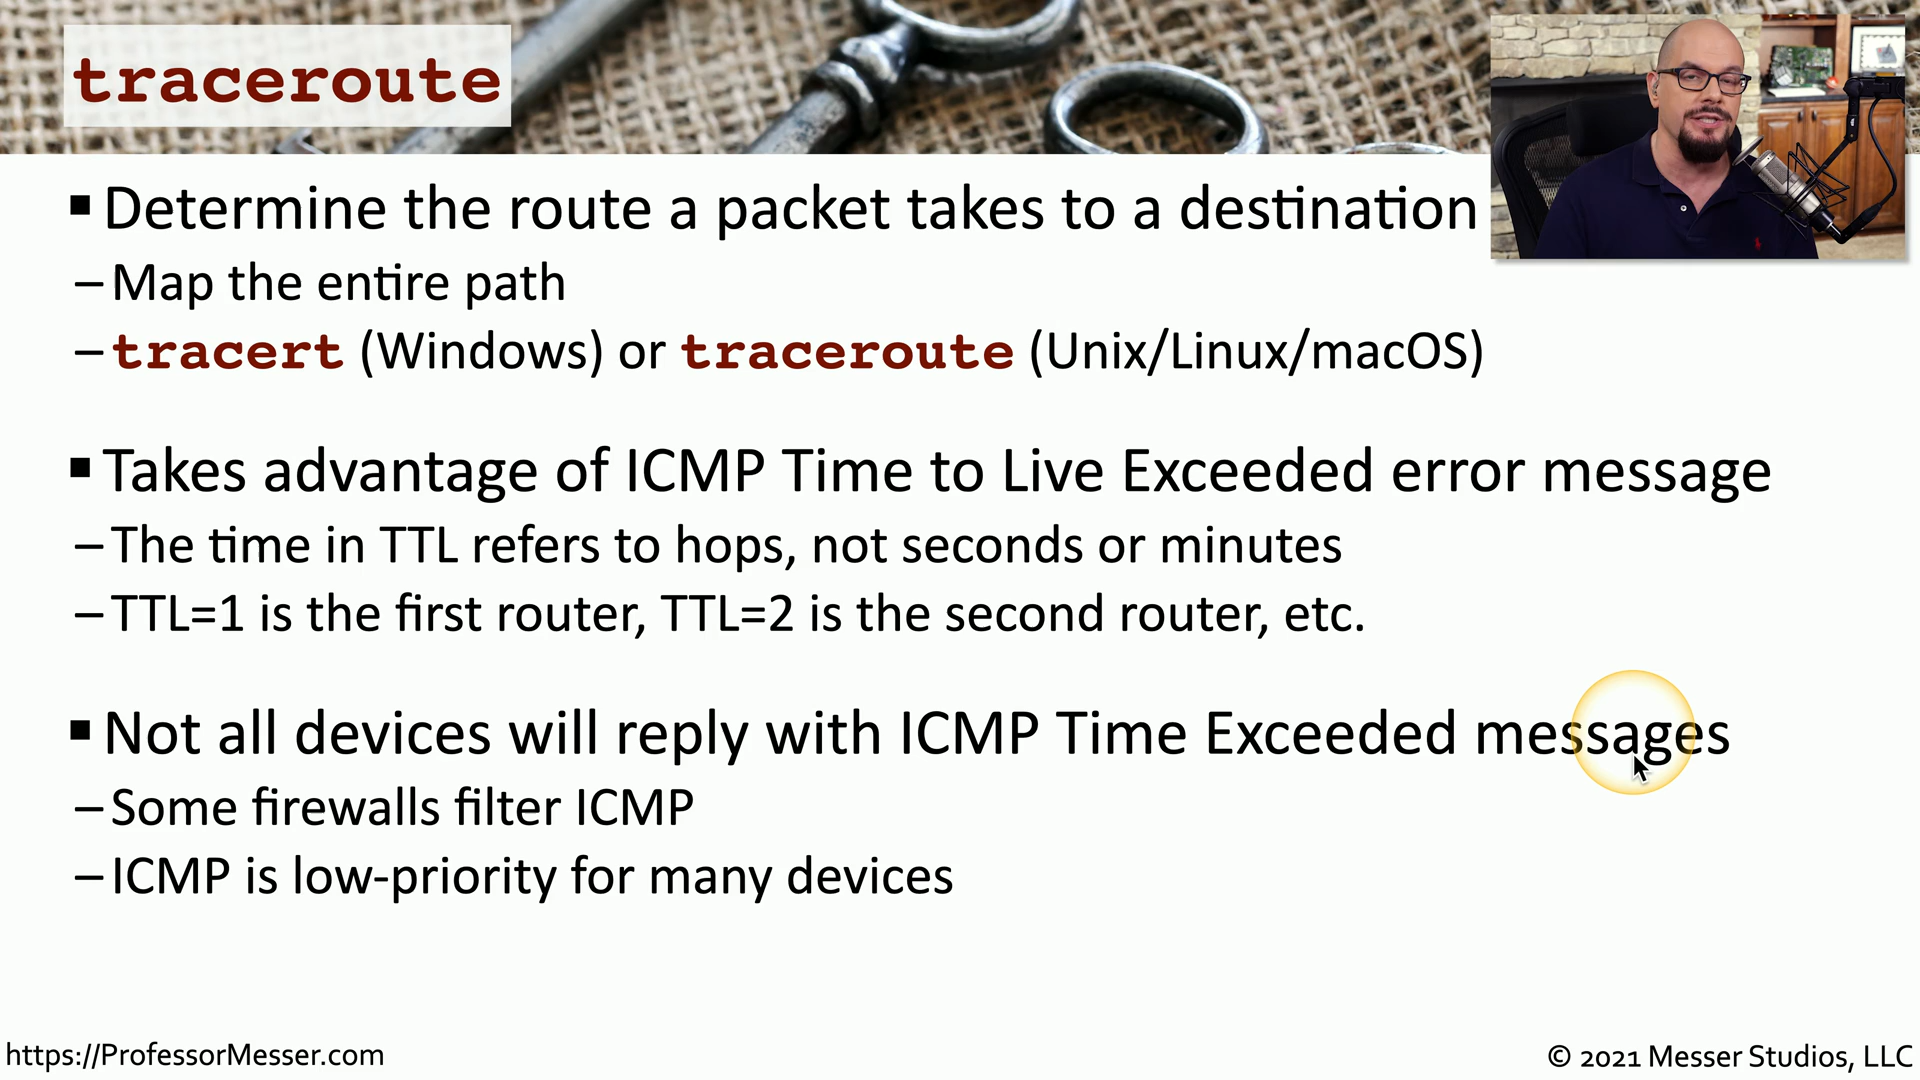 traceroute
▪ Determine the route a packet takes to a destination
– Map the entire path
– tracert (Windows) or traceroute (Unix/Linux/macOS)
▪ Takes advantage of ICMP Time to Live Exceeded error message
– The time in TTL refers to hops, not seconds or minutes
– TTL=1 is the first router, TTL=2 is the second router, etc.
▪ Not all devices will reply with ICMP Time Exceeded messages
– Some firewalls filter ICMP
– ICMP is low-priority for many devices
https://ProfessorMesser.com
© 2021 Messer Studios, LLC